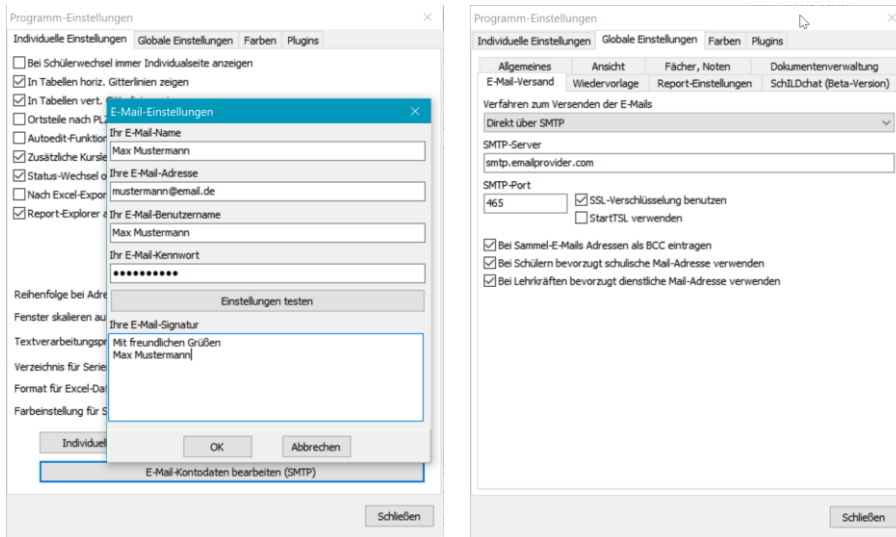 Programm-Einstellungen
Individuelle Einstellungen Globale Einstellungen Farben Plugins
Bei Schülerwechsel immer Individualseite anzeigen
In Tabellen horiz. Gitterlinien zeigen
In Tabellen vert.
Ortsteile nach PLZ
Autoedit-Funktion
Zusätzliche Kursle
Status-Wechsel o
Nach Excel-Expor
Report-Explorer a
Reihenfolge bei Adre
Fenster skalieren au
Textverarbeitungspr
Verzeichnis für Serie
Format für Excel-Dat
Farbeinstellung für S
Individuel
E-Mail-Kontodaten bearbeiten (SMTP)
Schließen
E-Mail-Einstellungen
Ihr E-Mail-Name
Max Mustermann
Ihre E-Mail-Adresse
mustermann@email.de
Ihr E-Mail-Benutzername
Max Mustermann
Ihr E-Mail-Kennwort
●●●●●●●●●●
Einstellungen testen
Ihre E-Mail-Signatur
Mit freundlichen Grüßen
Max Mustermann
OK Abbrechen
Programm-Einstellungen
Individuelle Einstellungen Globale Einstellungen Farben Plugins
Allgemeines Ansicht Fächer, Noten Dokumentenverwaltung
E-Mail-Versand Wiedervorlage Report-Einstellungen SchILDchat (Beta-Version)
Verfahren zum Versenden der E-Mails
Direkt über SMTP
SMTP-Server
smtp.emailprovider.com
SMTP-Port
465 SSL-Verschlüsselung benutzen
StartTSL verwenden
Bei Sammel-E-Mails Adressen als BCC eintragen
Bei Schülern bevorzugt schulische Mail-Adresse verwenden
Bei Lehrkräften bevorzugt dienstliche Mail-Adresse verwenden
Schließen